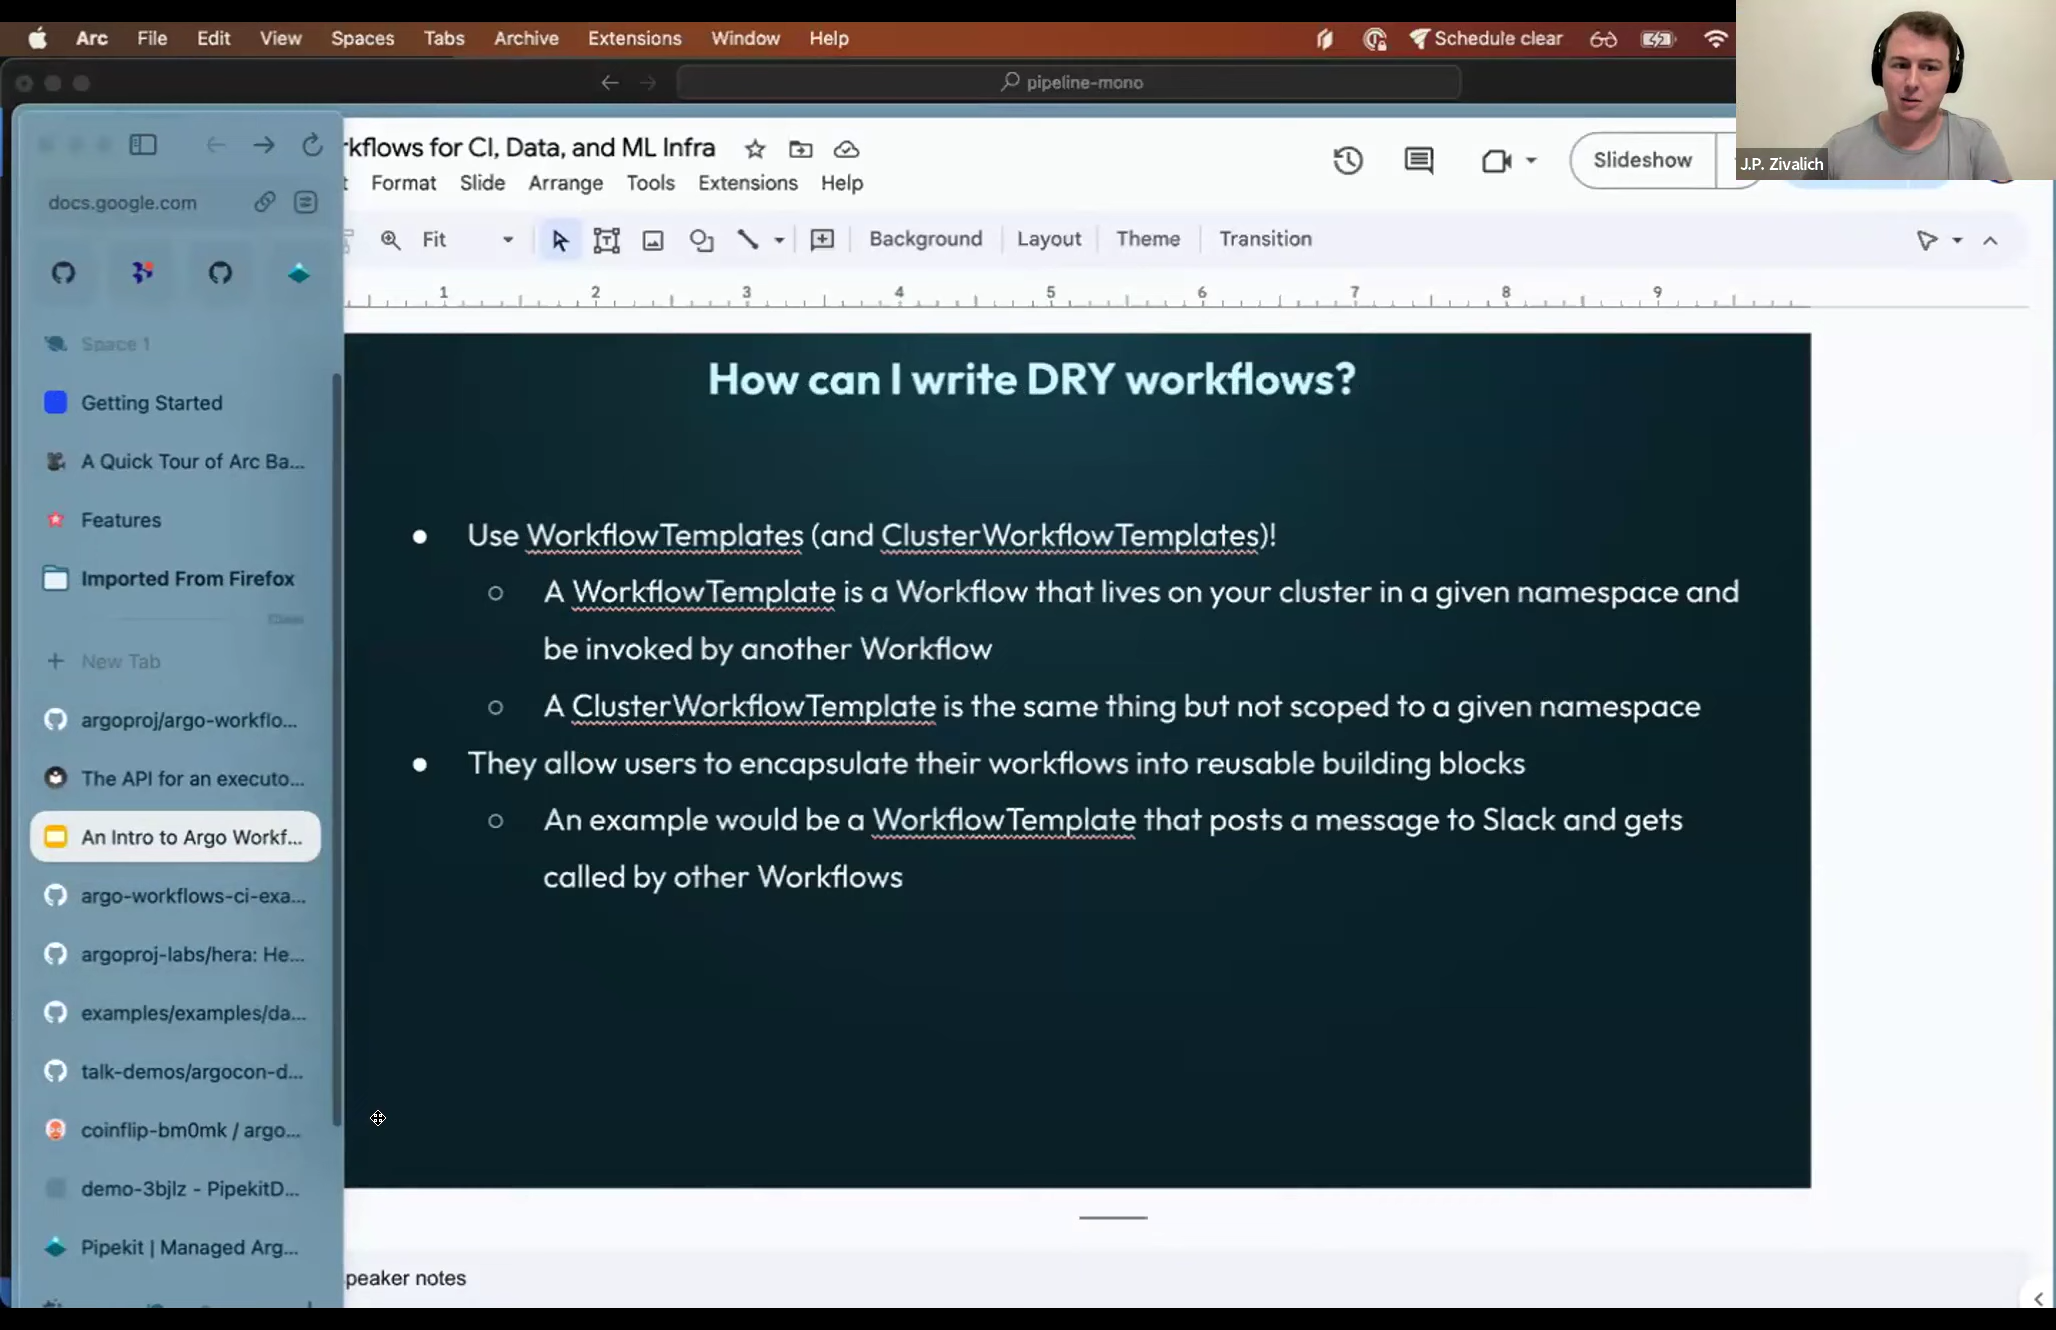 Arc File Edit View Spaces Tabs Archive Extensions Window Help
Schedule clear
pipeline-mono
J.P. Zivalich
rkflows for CI, Data, and ML Infra
Slideshow
t Format Slide Arrange Tools Extensions Help
docs.google.com
Fit
Background Layout Theme Transition
1 2 3 4 5 6 7 8 9
Space 1
Getting Started
A Quick Tour of Arc Ba...
Features
Imported From Firefox
Clear
New Tab
argoproj/argo-workflo...
The API for an executo...
An Intro to Argo Workf...
argo-workflows-ci-exa...
argoproj-labs/hera: He...
examples/examples/da...
talk-demos/argocon-d...
coinflip-bm0mk / argo...
demo-3bjlz - PipekitD...
Pipekit | Managed Arg...
How can I write DRY workflows?
● Use WorkflowTemplates (and ClusterWorkflowTemplates)!
○ A WorkflowTemplate is a Workflow that lives on your cluster in a given namespace and
be invoked by another Workflow
○ A ClusterWorkflowTemplate is the same thing but not scoped to a given namespace
● They allow users to encapsulate their workflows into reusable building blocks
○ An example would be a WorkflowTemplate that posts a message to Slack and gets
called by other Workflows
peaker notes